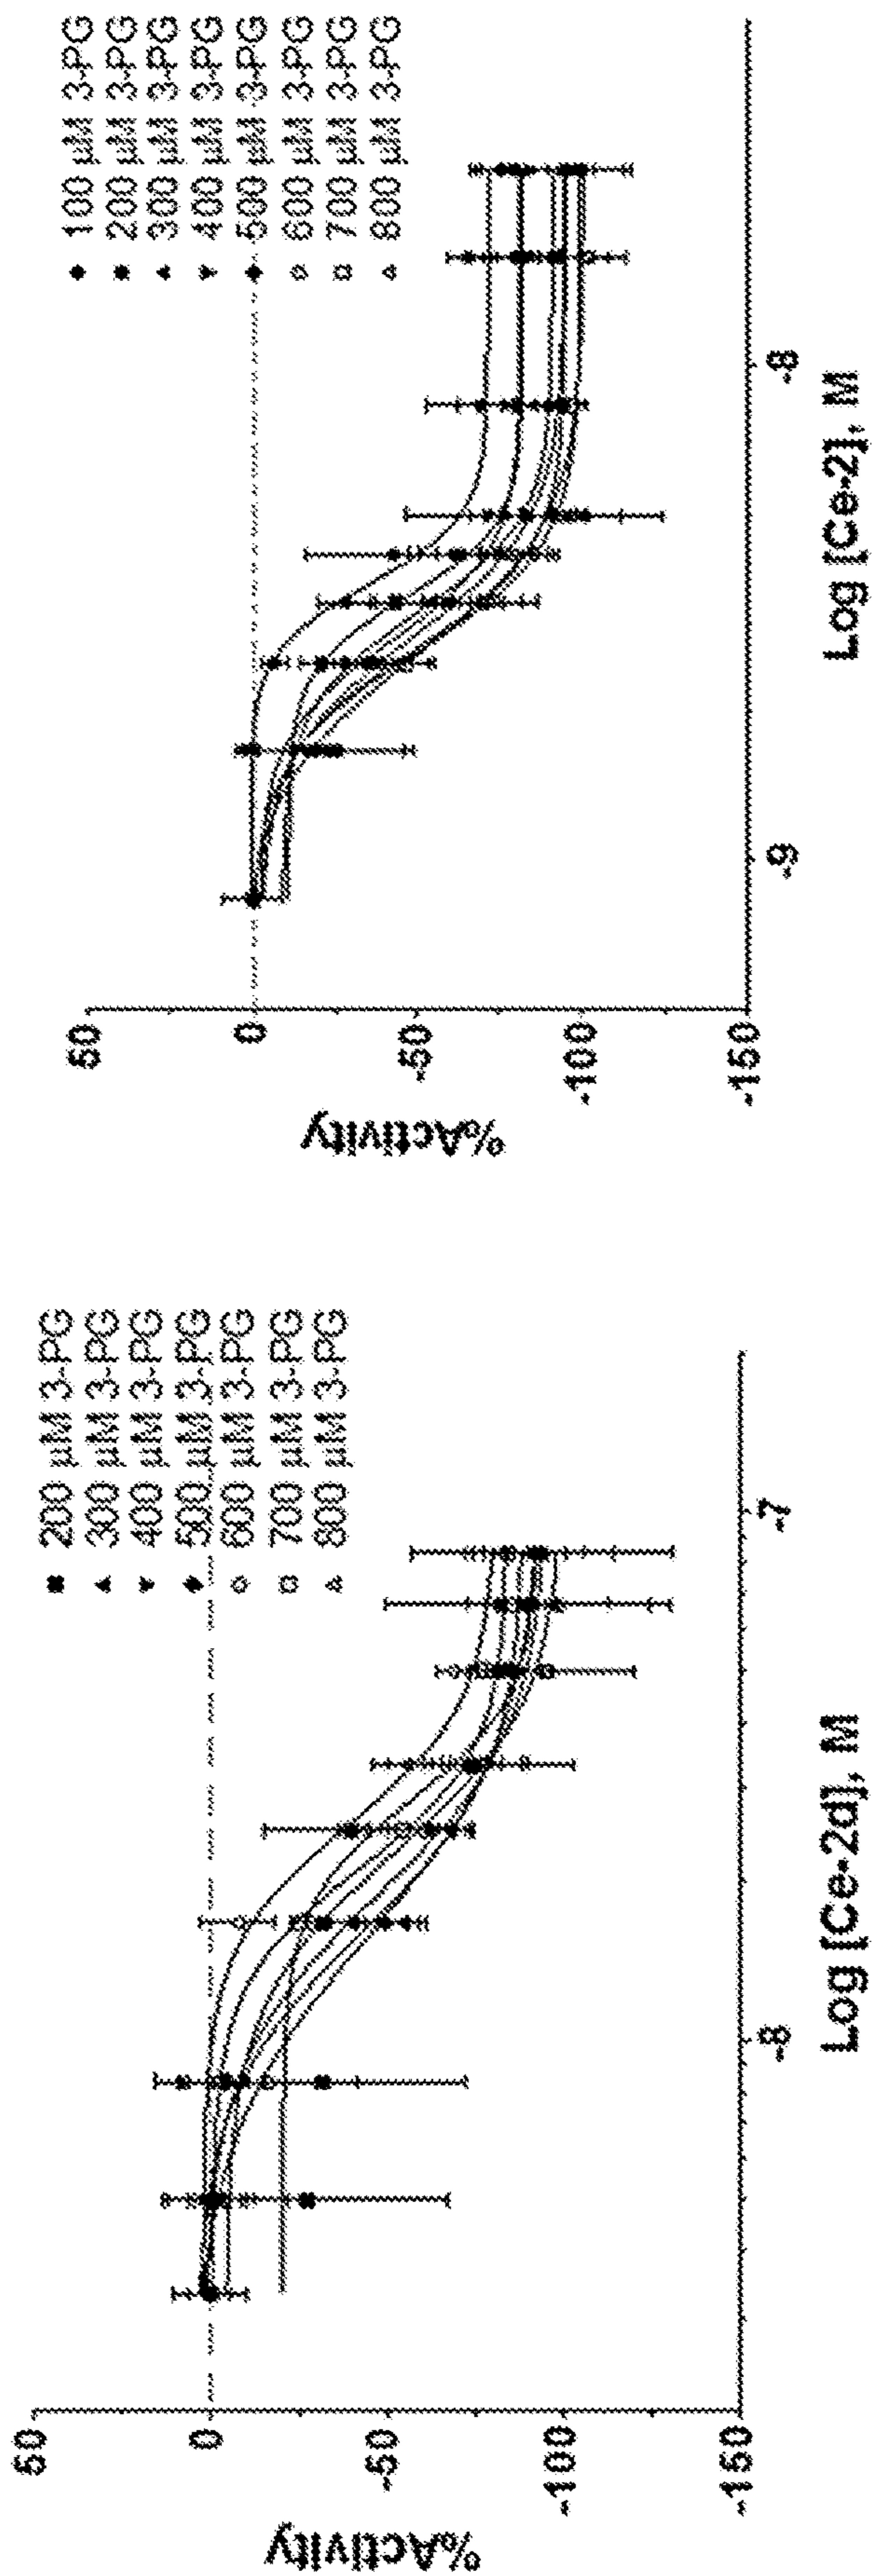 %Activity
50
0
-50
-100
-150
-8
-7
Log [Ce-2d], M
200 µM 3-PG
300 µM 3-PG
400 µM 3-PG
500 µM 3-PG
600 µM 3-PG
700 µM 3-PG
800 µM 3-PG
%Activity
50
0
-50
-100
-150
-9
-8
Log [Ce-2], M
100 µM 3-PG
200 µM 3-PG
300 µM 3-PG
400 µM 3-PG
500 µM 3-PG
600 µM 3-PG
700 µM 3-PG
800 µM 3-PG